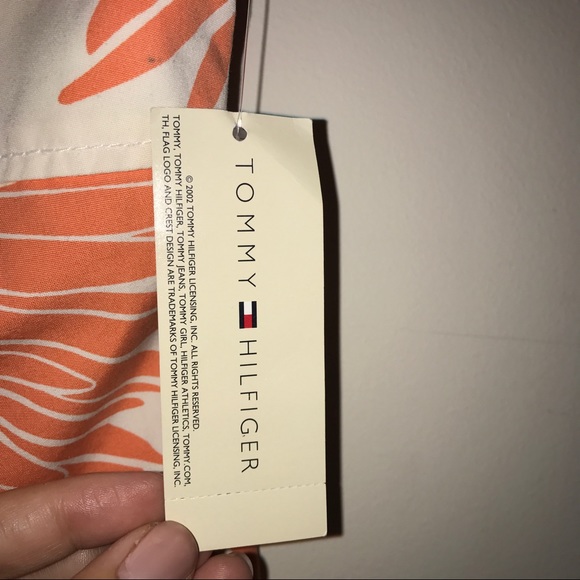 TOMMY HILFIGER
© 2002 TOMMY HILFIGER LICENSING, INC. ALL RIGHTS RESERVED.
TOMMY, TOMMY HILFIGER, TOMMY JEANS, TOMMY GIRL, HILFIGER ATHLETICS, TOMMY.COM,
TH, FLAG LOGO AND CREST DESIGN ARE TRADEMARKS OF TOMMY HILFIGER LICENSING, INC.